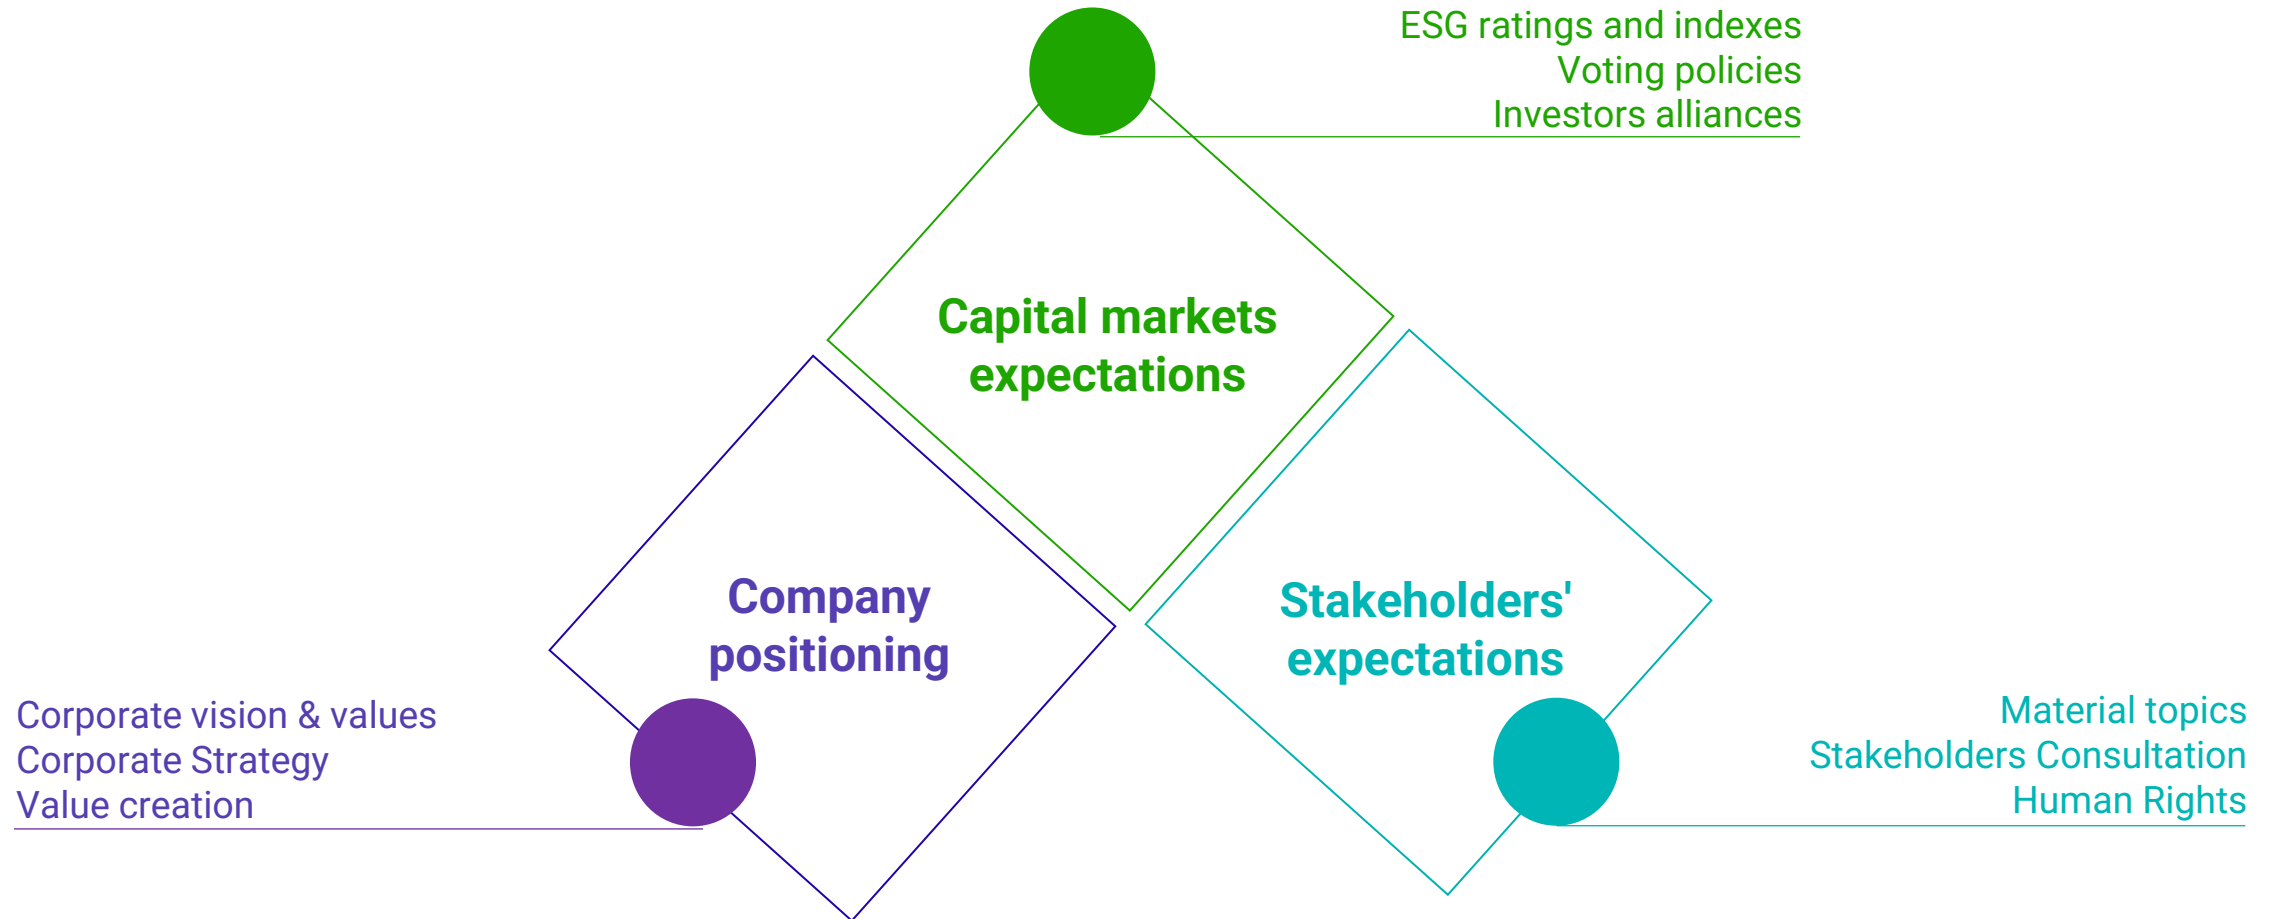 ESG ratings and indexes
Voting policies
Investors alliances
Capital markets
expectations
Company
positioning
Stakeholders'
expectations
Corporate vision & values
Corporate Strategy
Value creation
Material topics
Stakeholders Consultation
Human Rights